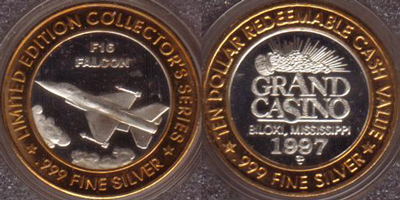 LIMITED EDITION COLLECTOR'S SERIES
F16
FALCON
.999 FINE SILVER
TEN DOLLAR REDEEMABLE CASH VALUE
GRAND
CASINO
BILOXI, MISSISSIPPI
1997
.999 FINE SILVER